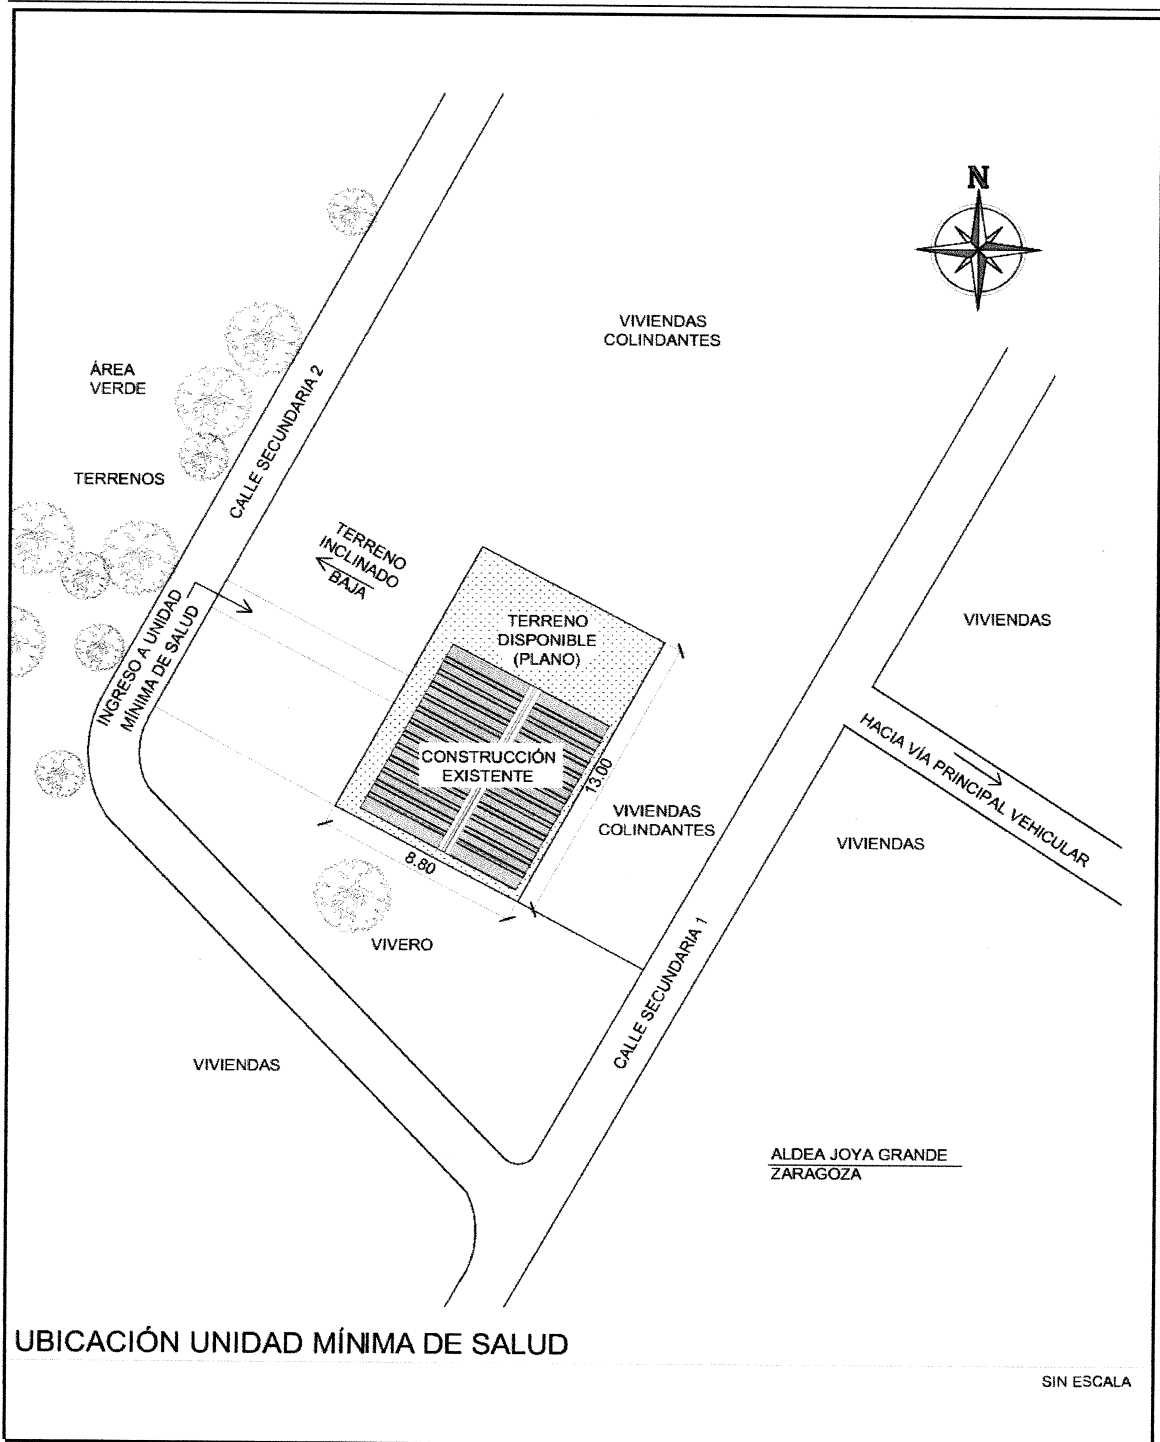 N
VIVIENDAS
COLINDANTES
ÁREA
VERDE
CALLE SECUNDARIA 2
TERRENOS
TERRENO
INCLINADO
BAJA
INGRESO A UNIDAD
MÍNIMA DE SALUD
TERRENO
DISPONIBLE
(PLANO)
VIVIENDAS
CONSTRUCCIÓN
EXISTENTE
13.00
HACIA VÍA PRINCIPAL VEHICULAR
VIVIENDAS
COLINDANTES
VIVIENDAS
8.80
VIVERO
CALLE SECUNDARIA 1
VIVIENDAS
ALDEA JOYA GRANDE
ZARAGOZA
UBICACIÓN UNIDAD MÍNIMA DE SALUD
SIN ESCALA